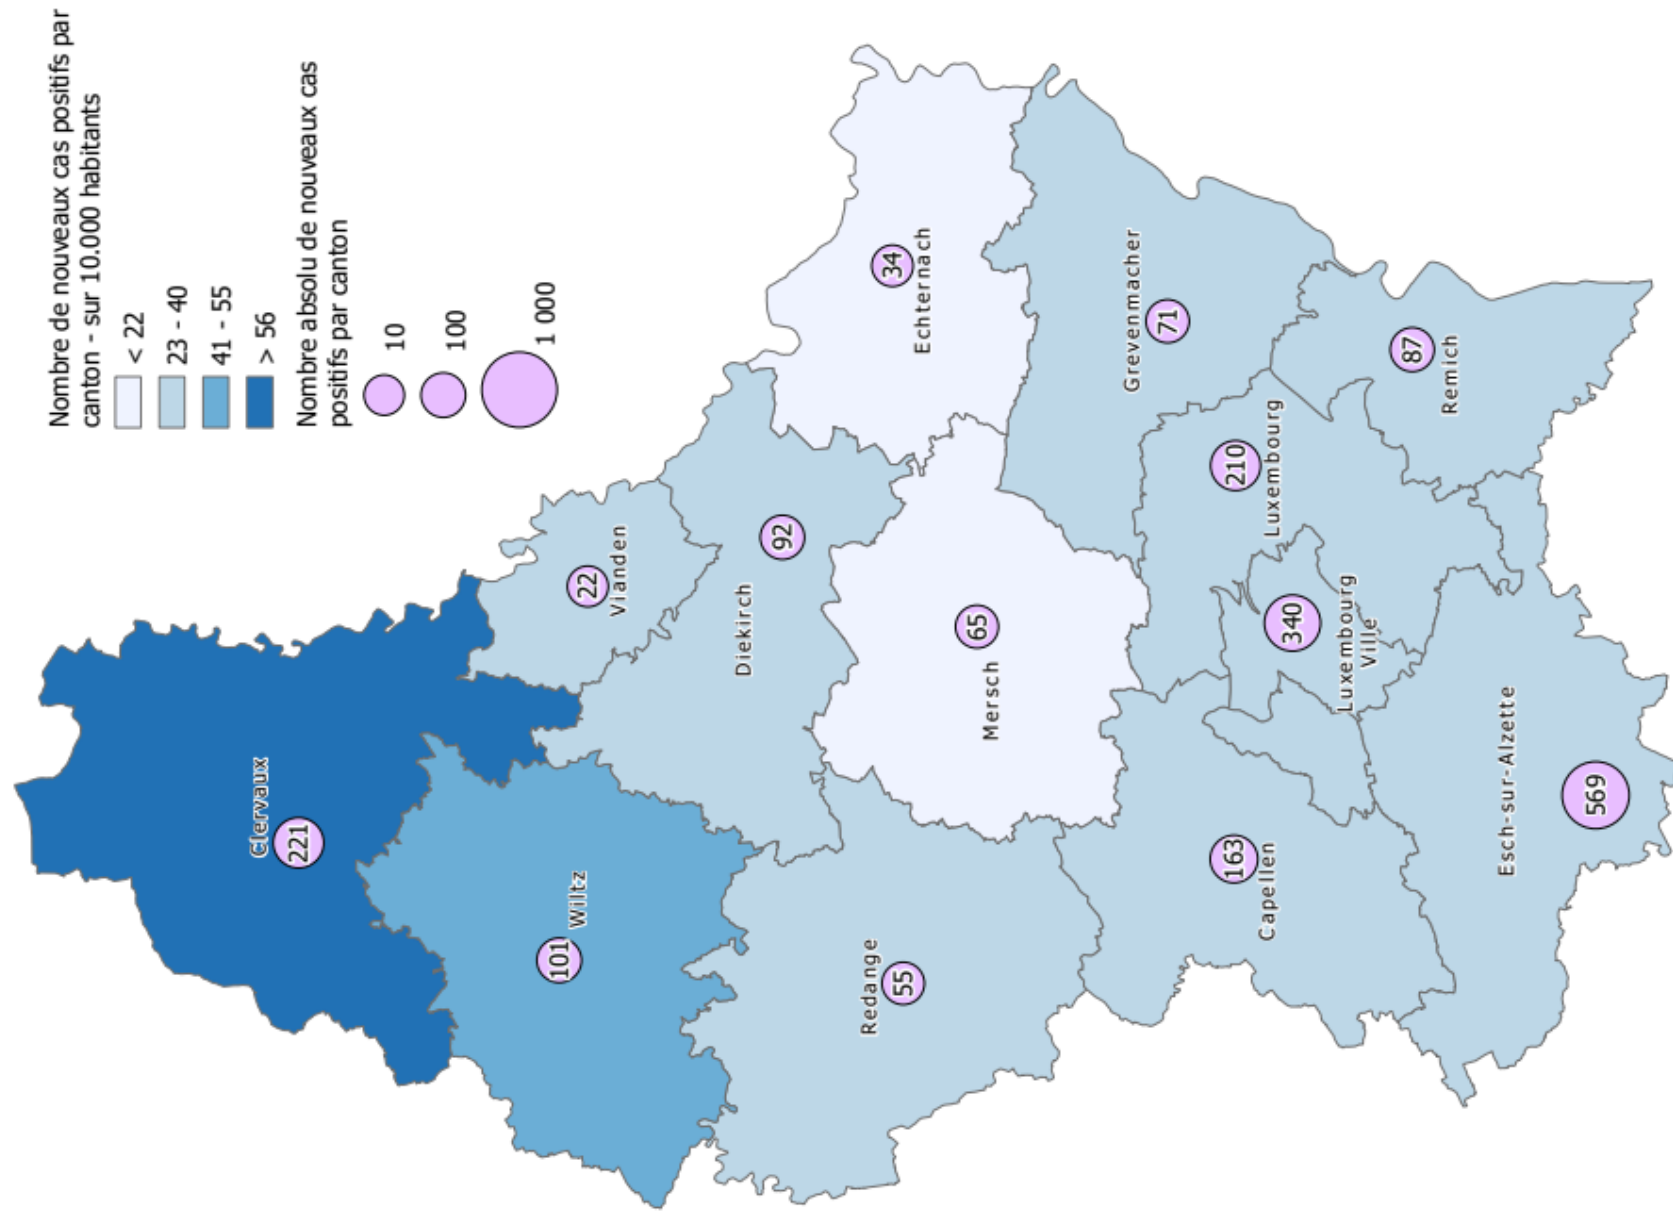 Nombre de nouveaux cas positifs par
canton - sur 10.000 habitants
< 22
23 - 40
41 - 55
> 56
Nombre absolu de nouveaux cas
positifs par canton
10
100
1 000
Clervaux
221
Wiltz
101
Vianden
22
Diekirch
92
Redange
55
Mersch
65
Echternach
34
Grevenmacher
71
Capellen
163
Luxembourg
210
Luxembourg
Ville
340
Remich
87
Esch-sur-Alzette
569